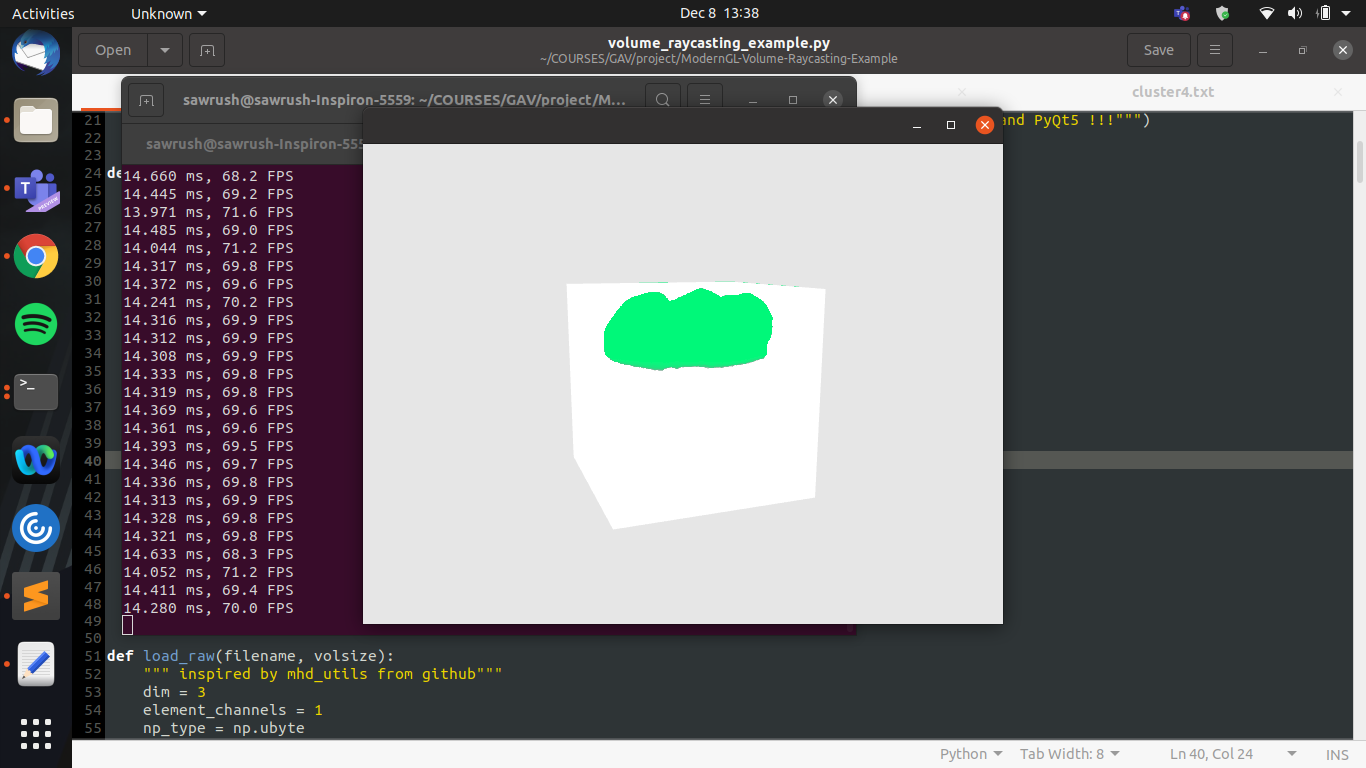 Activities
Unknown
Dec 8 13:38
Open
volume_raycasting_example.py
~/COURSES/GAV/project/ModernGL-Volume-Raycasting-Example
Save
sawrush@sawrush-Inspiron-5559: ~/COURSES/GAV/project/M...
cluster4.txt
sawrush@sawrush-Inspiron-555
21
and PyQt5 !!!""")
22
23
24 de
25
26
27
28
29
30
31
32
33
34
35
36
37
38
39
40
41
42
43
44
45
46
47
48
49
50
14.660 ms, 68.2 FPS
14.445 ms, 69.2 FPS
13.971 ms, 71.6 FPS
14.485 ms, 69.0 FPS
14.044 ms, 71.2 FPS
14.317 ms, 69.8 FPS
14.372 ms, 69.6 FPS
14.241 ms, 70.2 FPS
14.316 ms, 69.9 FPS
14.312 ms, 69.9 FPS
14.308 ms, 69.9 FPS
14.333 ms, 69.8 FPS
14.319 ms, 69.8 FPS
14.369 ms, 69.6 FPS
14.361 ms, 69.6 FPS
14.393 ms, 69.5 FPS
14.346 ms, 69.7 FPS
14.336 ms, 69.8 FPS
14.313 ms, 69.9 FPS
14.328 ms, 69.8 FPS
14.321 ms, 69.8 FPS
14.633 ms, 68.3 FPS
14.052 ms, 71.2 FPS
14.411 ms, 69.4 FPS
14.280 ms, 70.0 FPS
51 def load_raw(filename, volsize):
52 """ inspired by mhd_utils from github"""
53 dim = 3
54 element_channels = 1
55 np_type = np.ubyte
Python
Tab Width: 8
Ln 40, Col 24
INS
T
PREVIEW
>_